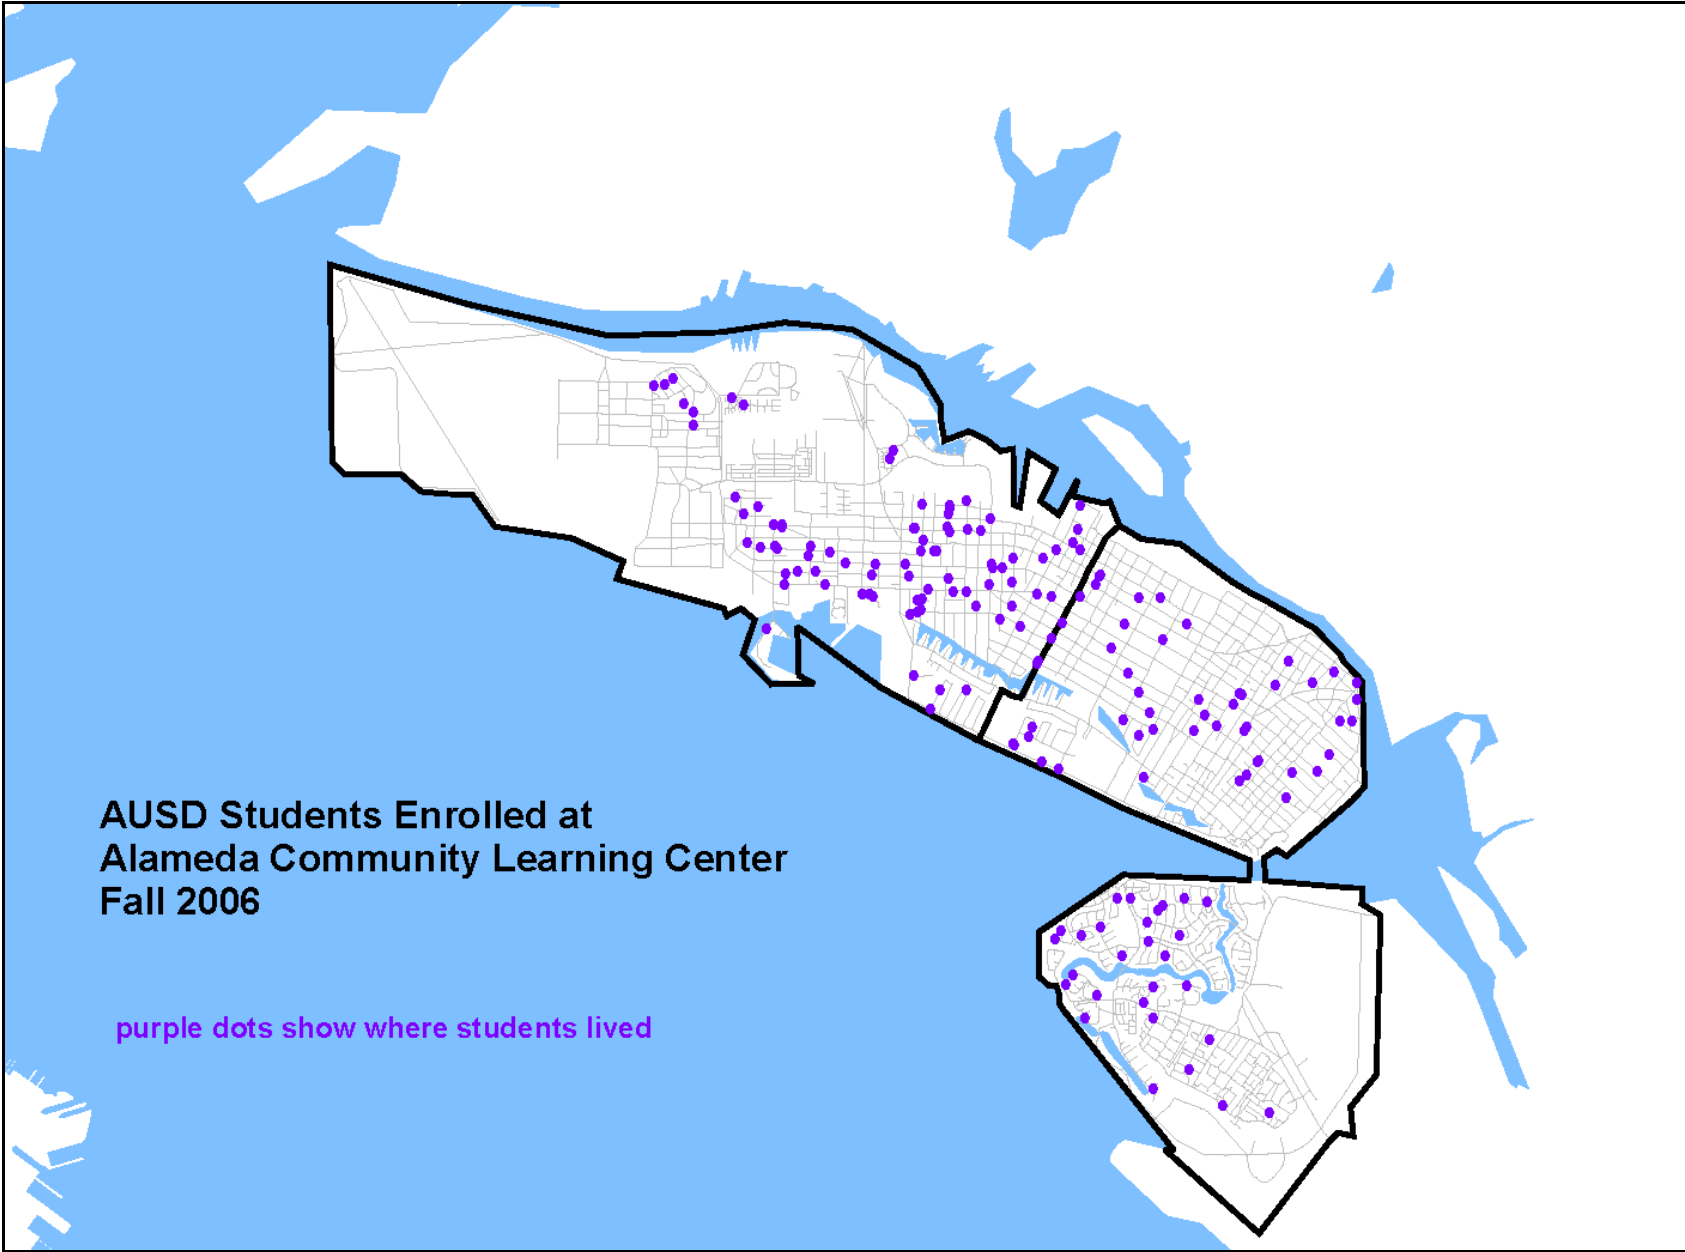 AUSD Students Enrolled at
Alameda Community Learning Center
Fall 2006
purple dots show where students lived